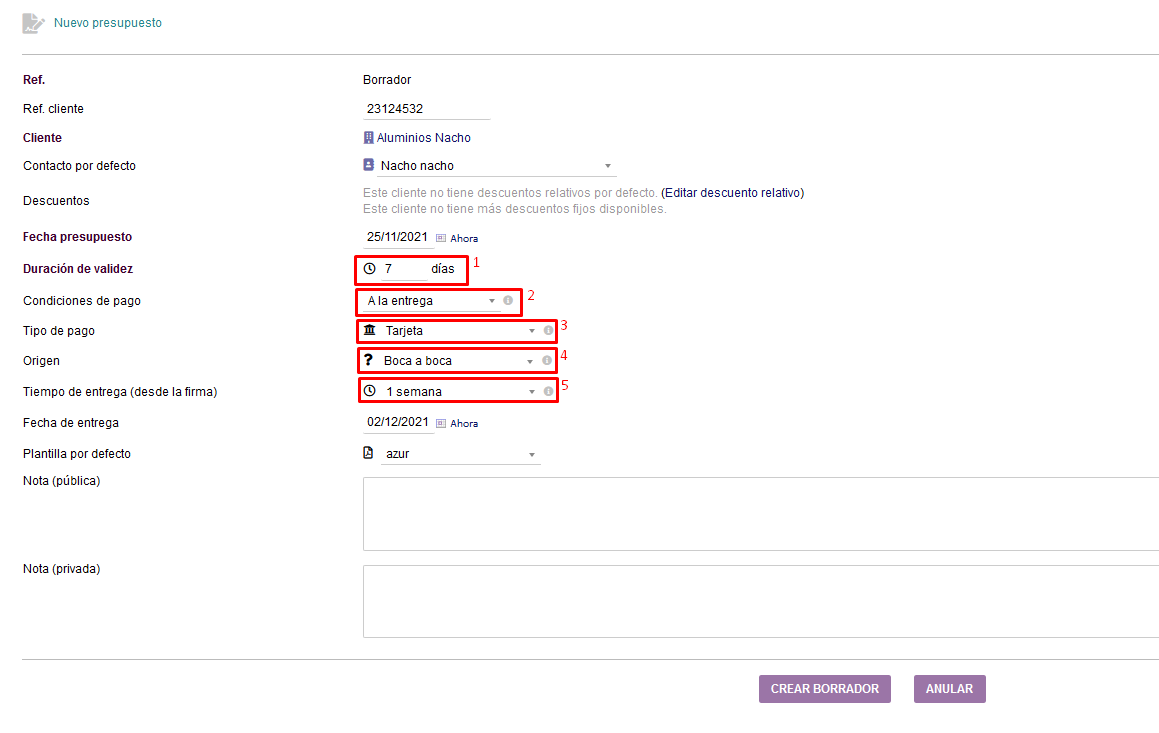 Nuevo presupuesto
Ref. Borrador
Ref. cliente 23124532
Cliente Aluminios Nacho
Contacto por defecto Nacho nacho
Descuentos Este cliente no tiene descuentos relativos por defecto. (Editar descuento relativo)
Este cliente no tiene más descuentos fijos disponibles.
Fecha presupuesto 25/11/2021 Ahora
Duración de validez 7 días 1
Condiciones de pago A la entrega 2
Tipo de pago Tarjeta 3
Origen ? Boca a boca 4
Tiempo de entrega (desde la firma) 1 semana 5
Fecha de entrega 02/12/2021 Ahora
Plantilla por defecto azur
Nota (pública)
Nota (privada)
CREAR BORRADOR ANULAR